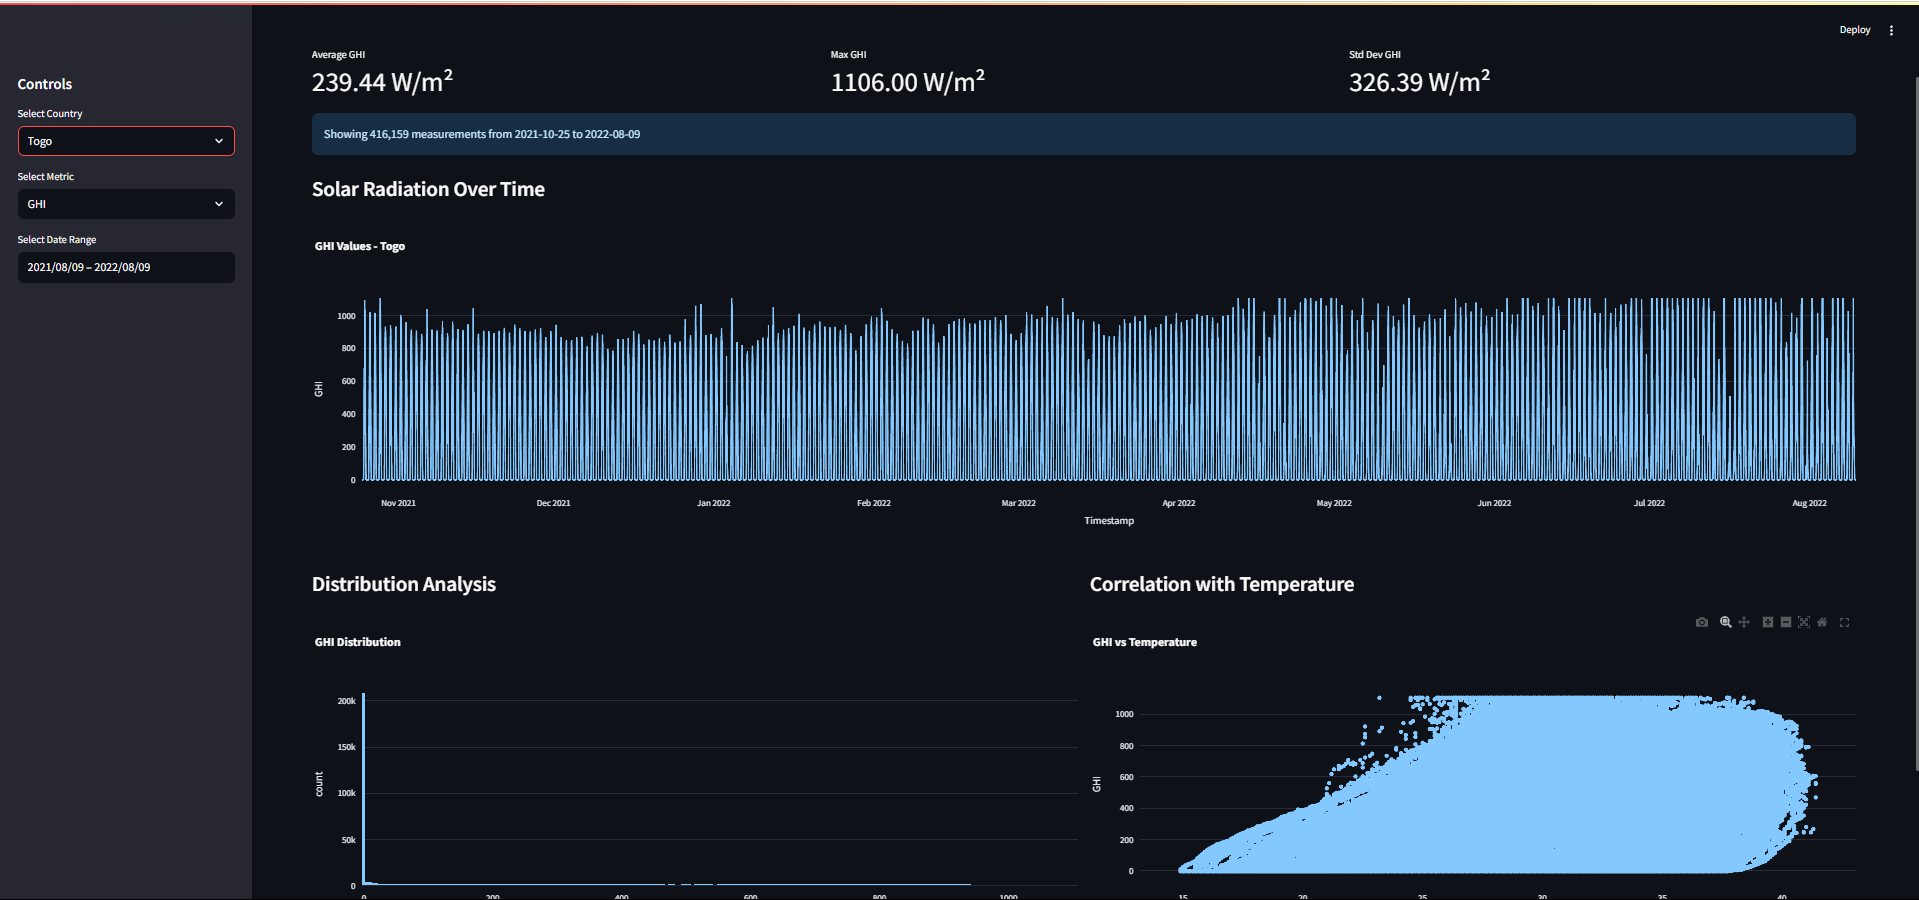 Deploy
Controls
Select Country
Togo
Select Metric
GHI
Select Date Range
2021/08/09 – 2022/08/09
Average GHI
239.44 W/m²
Max GHI
1106.00 W/m²
Std Dev GHI
326.39 W/m²
Showing 416,159 measurements from 2021-10-25 to 2022-08-09
Solar Radiation Over Time
GHI Values - Togo
1000
800
600
400
200
0
GHI
Nov 2021
Dec 2021
Jan 2022
Feb 2022
Mar 2022
Apr 2022
May 2022
Jun 2022
Jul 2022
Aug 2022
Timestamp
Distribution Analysis
GHI Distribution
200k
150k
100k
50k
0
count
0
200
400
600
800
1000
Correlation with Temperature
GHI vs Temperature
1000
800
600
400
200
0
GHI
15
20
25
30
35
40